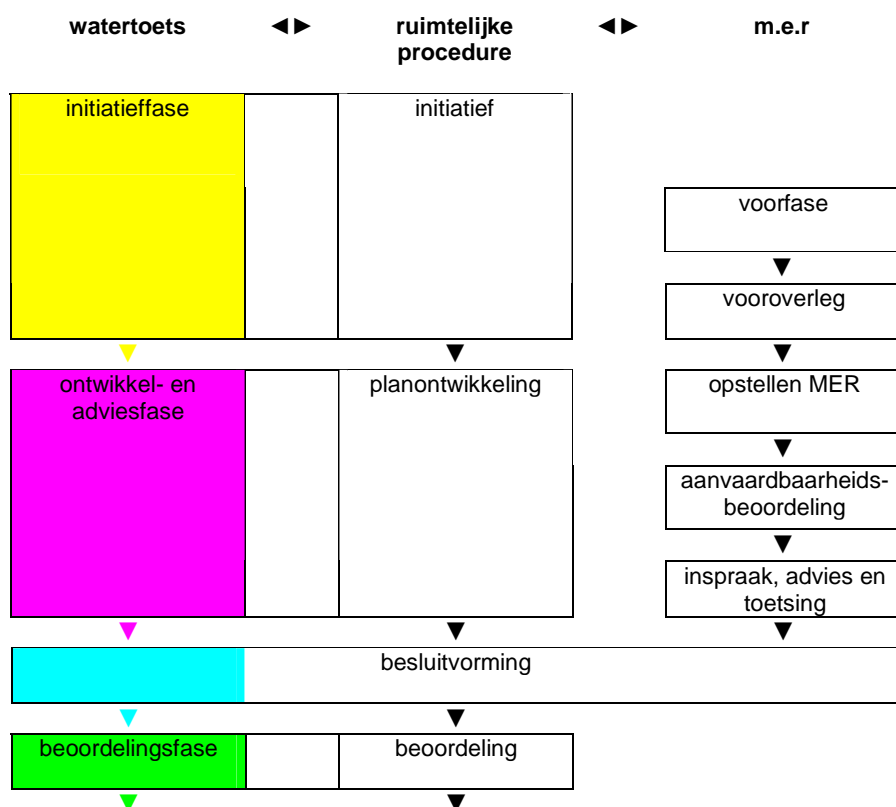 watertoets ◄► ruimtelijke procedure ◄► m.e.r
initiatieffase initiatief
voorfase
vooroverleg
ontwikkel- en adviesfase planontwikkeling opstellen MER
aanvaardbaarheids-
beoordeling
inspraak, advies en
toetsing
besluitvorming
beoordelingsfase beoordeling